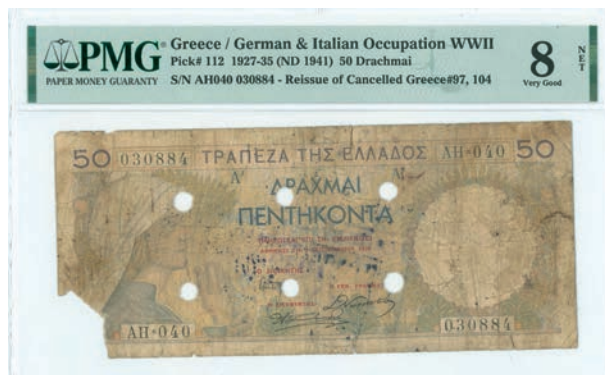 PMG
PAPER MONEY GUARANTY
Greece / German & Italian Occupation WWII
Pick# 112 1927-35 (ND 1941) 50 Drachmai
S/N AH040 030884 - Reissue of Cancelled Greece#97, 104
8
Very Good
NET
50 030884 ΤΡΑΠΕΖΑ ΤΗΣ ΕΛΛΑΔΟΣ ΑΗ·040 50
ΔΡΑΧΜΑΙ
ΠΕΝΤΗΚΟΝΤΑ
ΑΗ·040
030884